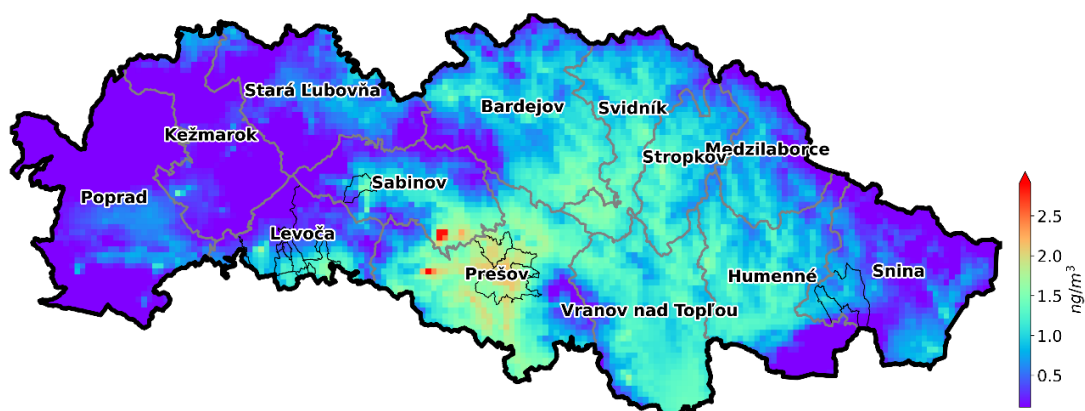 Stará Ľubovňa
Bardejov
Svidník
Kežmarok
Stropkov
Medzilaborce
Poprad
Sabinov
Levoča
Prešov
Humenné
Snina
Vranov nad Topľou
2.5
2.0
1.5
1.0
0.5
ng/m³